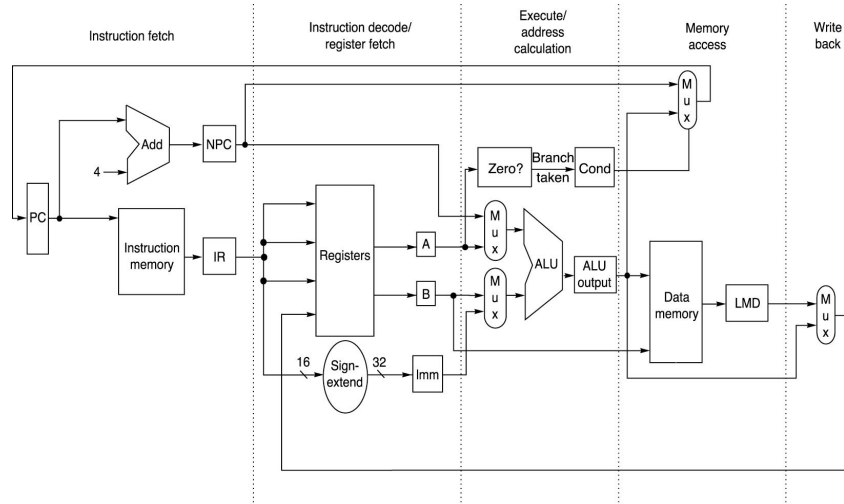 Instruction fetch
Instruction decode/
register fetch
Execute/
address
calculation
Memory
access
Write
back
M
u
x
Add
NPC
4
Zero?
Branch
taken
Cond
PC
Instruction
memory
IR
Registers
A
B
M
u
x
M
u
x
ALU
ALU
output
Data
memory
LMD
M
u
x
16
Sign-
extend
32
Imm